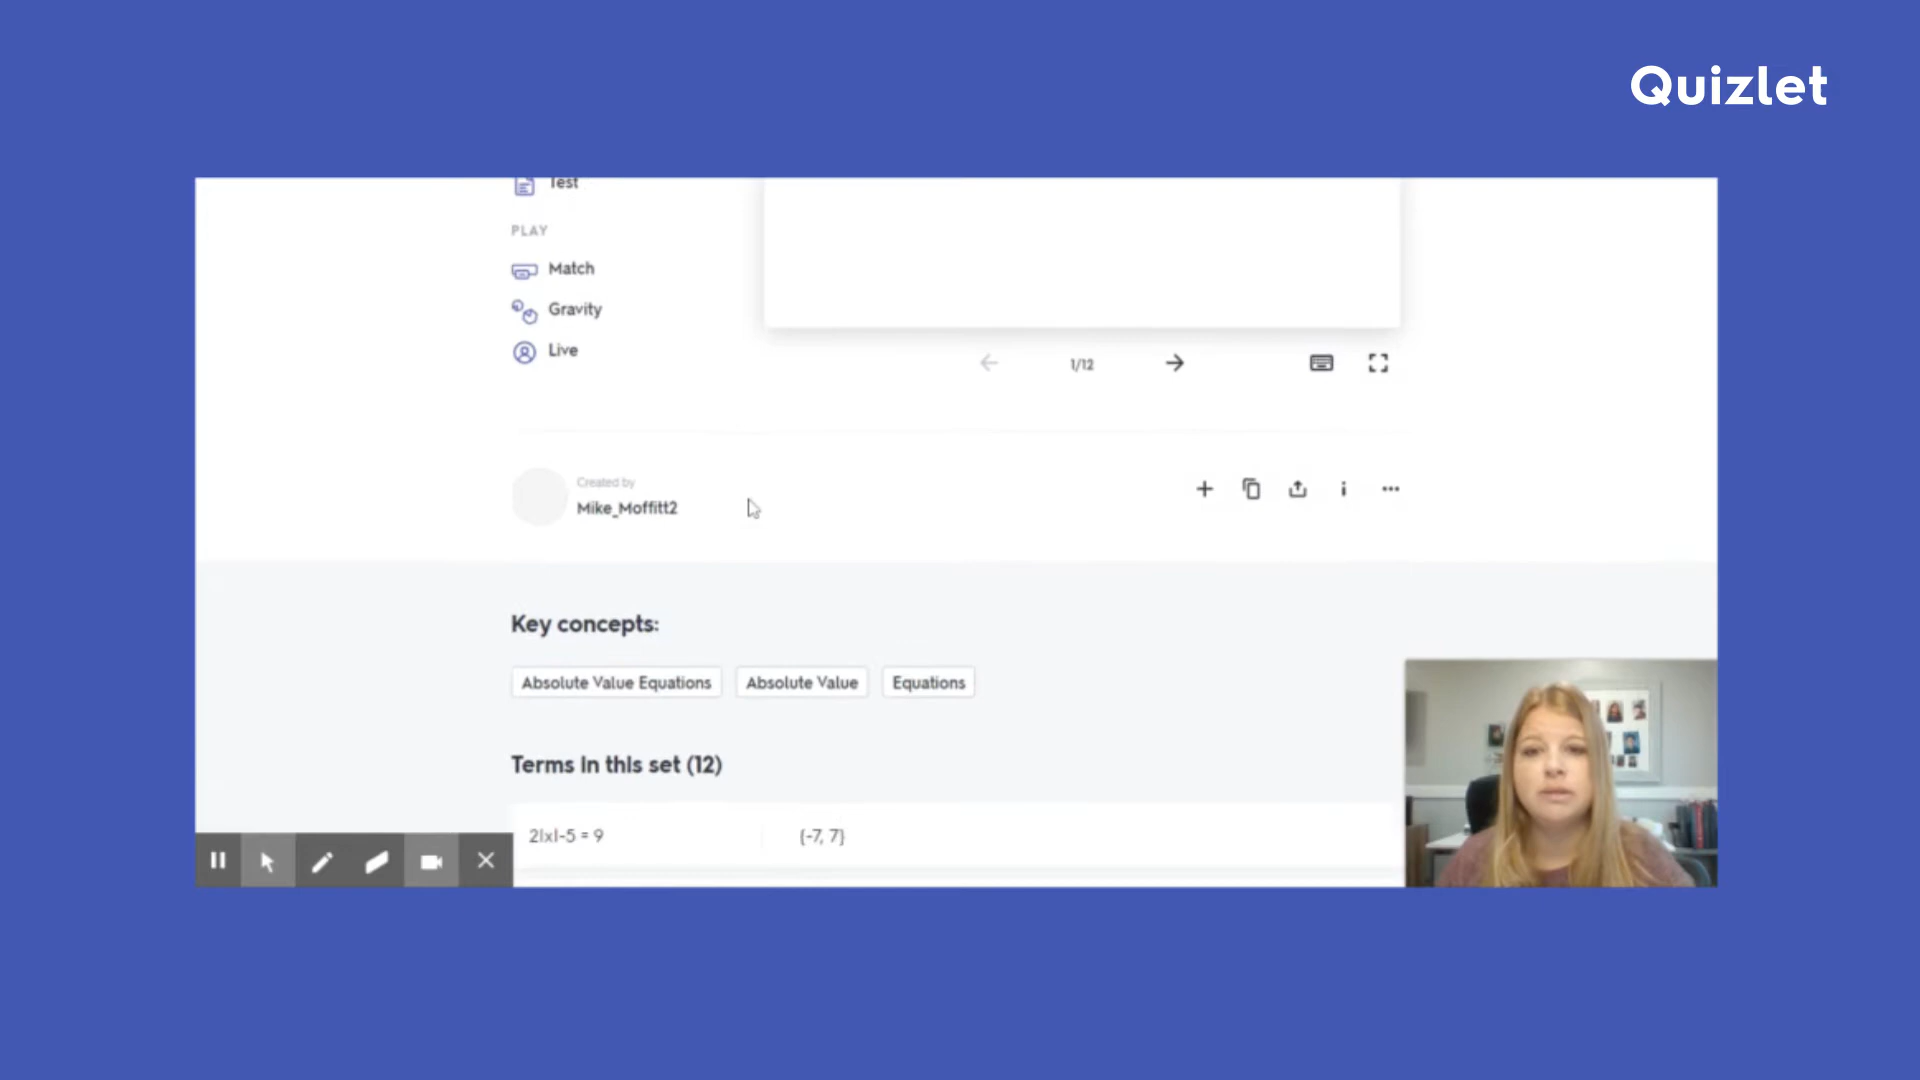 Quizlet
Test
PLAY
Match
Gravity
Live
1/12
Created by
Mike_Moffitt2
Key concepts:
Absolute Value Equations Absolute Value Equations
Terms in this set (12)
2|x|-5 = 9 {-7, 7}